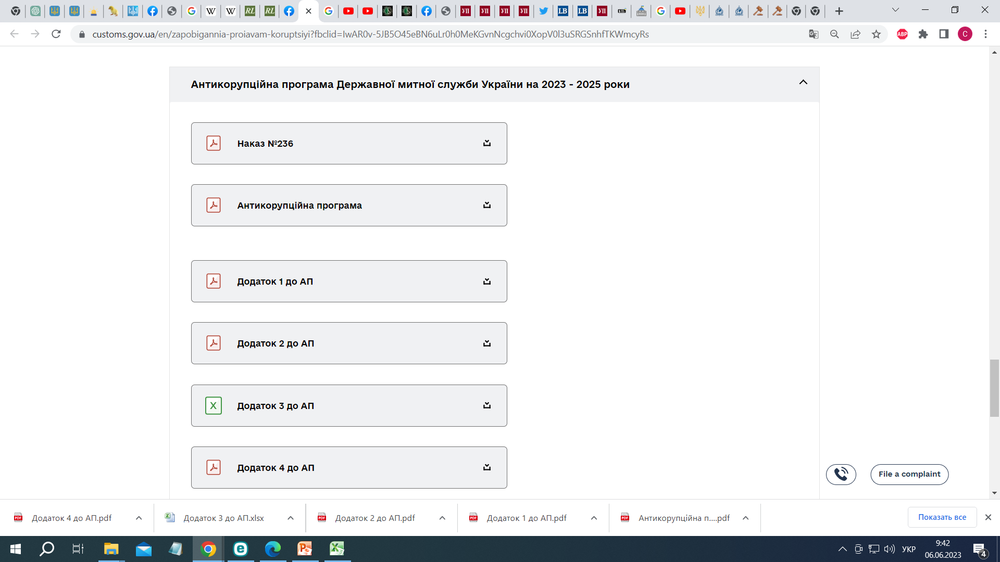 customs.gov.ua/en/zapobigannia-proiavam-koruptsiyi?fbclid=IwAR0v-5JB5O45eBN6uLr0h0MeKGvnNcgchvi0XopV0l3uSRGSnhfTKWmcyRs
ABP
C
Антикорупційна програма Державної митної служби України на 2023 - 2025 роки
Наказ №236
Антикорупційна програма
Додаток 1 до АП
Додаток 2 до АП
Додаток 3 до АП
Додаток 4 до АП
File a complaint
Додаток 4 до АП.pdf
Додаток 3 до АП.xlsx
Додаток 2 до АП.pdf
Додаток 1 до АП.pdf
Антикорупційна п....pdf
Показать все
УКР
9:42
06.06.2023
4